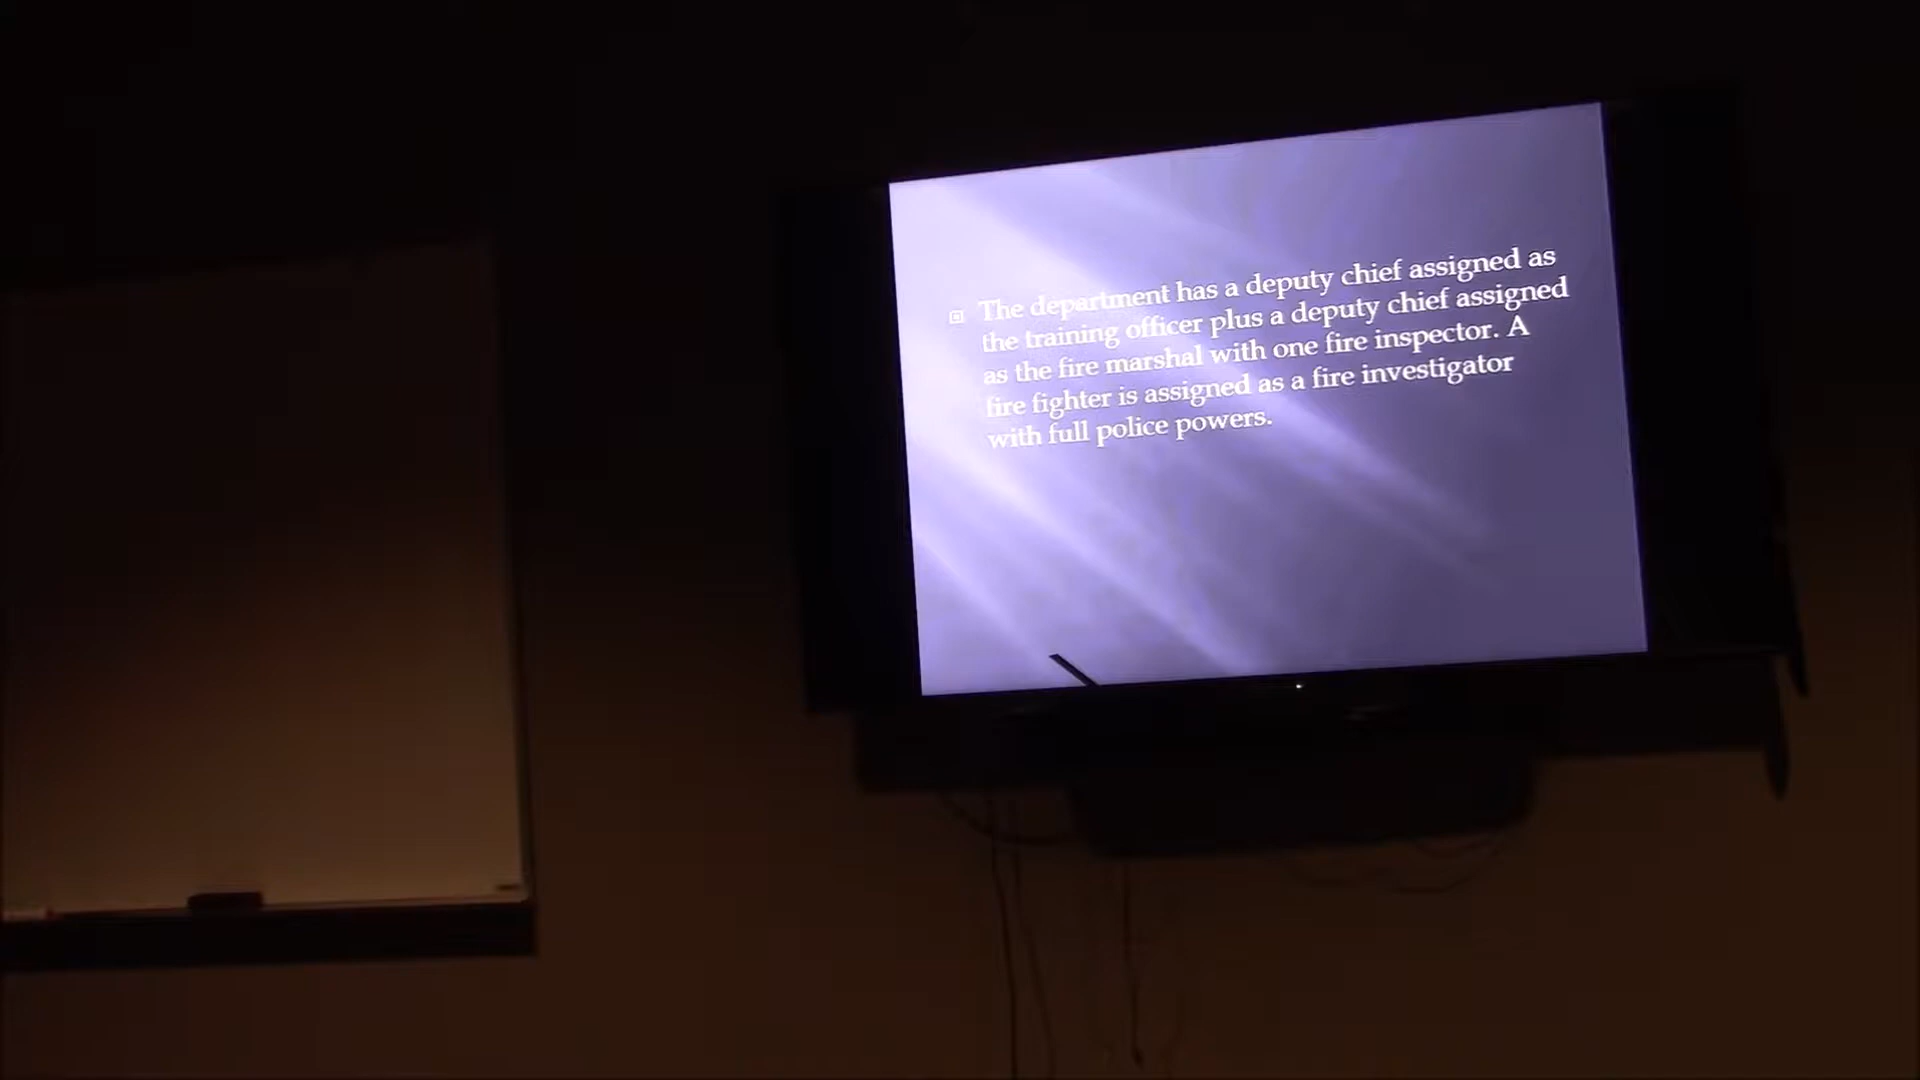 The department has a deputy chief assigned as
the training officer plus a deputy chief assigned
as the fire marshal with one fire inspector. A
fire fighter is assigned as a fire investigator
with full police powers.